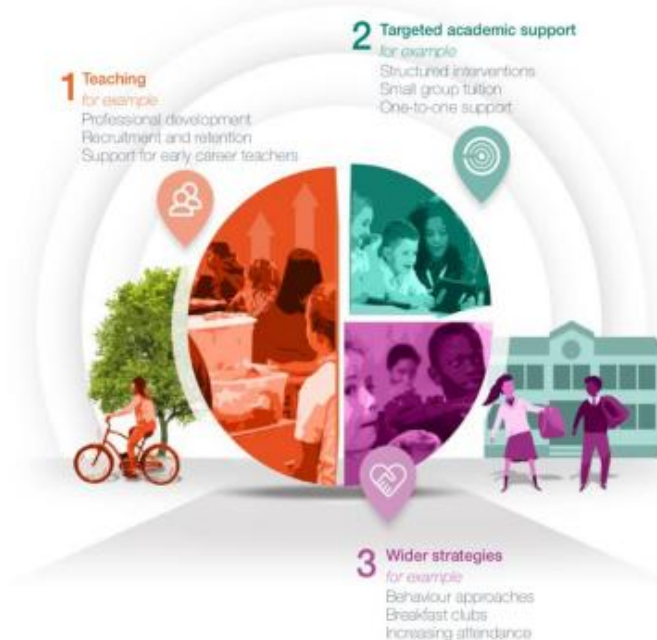 1 Teaching
for example
Professional development
Recruitment and retention
Support for early career teachers
2 Targeted academic support
for example
Structured interventions
Small group tuition
One-to-one support
3 Wider strategies
for example
Behaviour approaches
Breakfast clubs
Increasing attendance